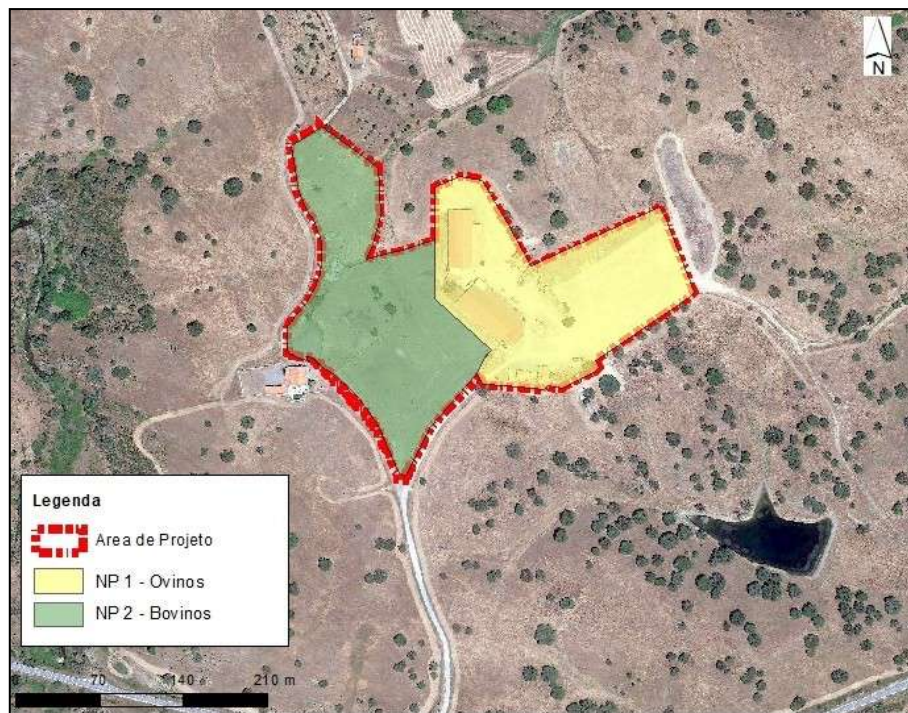 N
Legenda
Area de Projeto
NP 1 - Ovinos
NP 2 - Bovinos
0 70 140 210 m